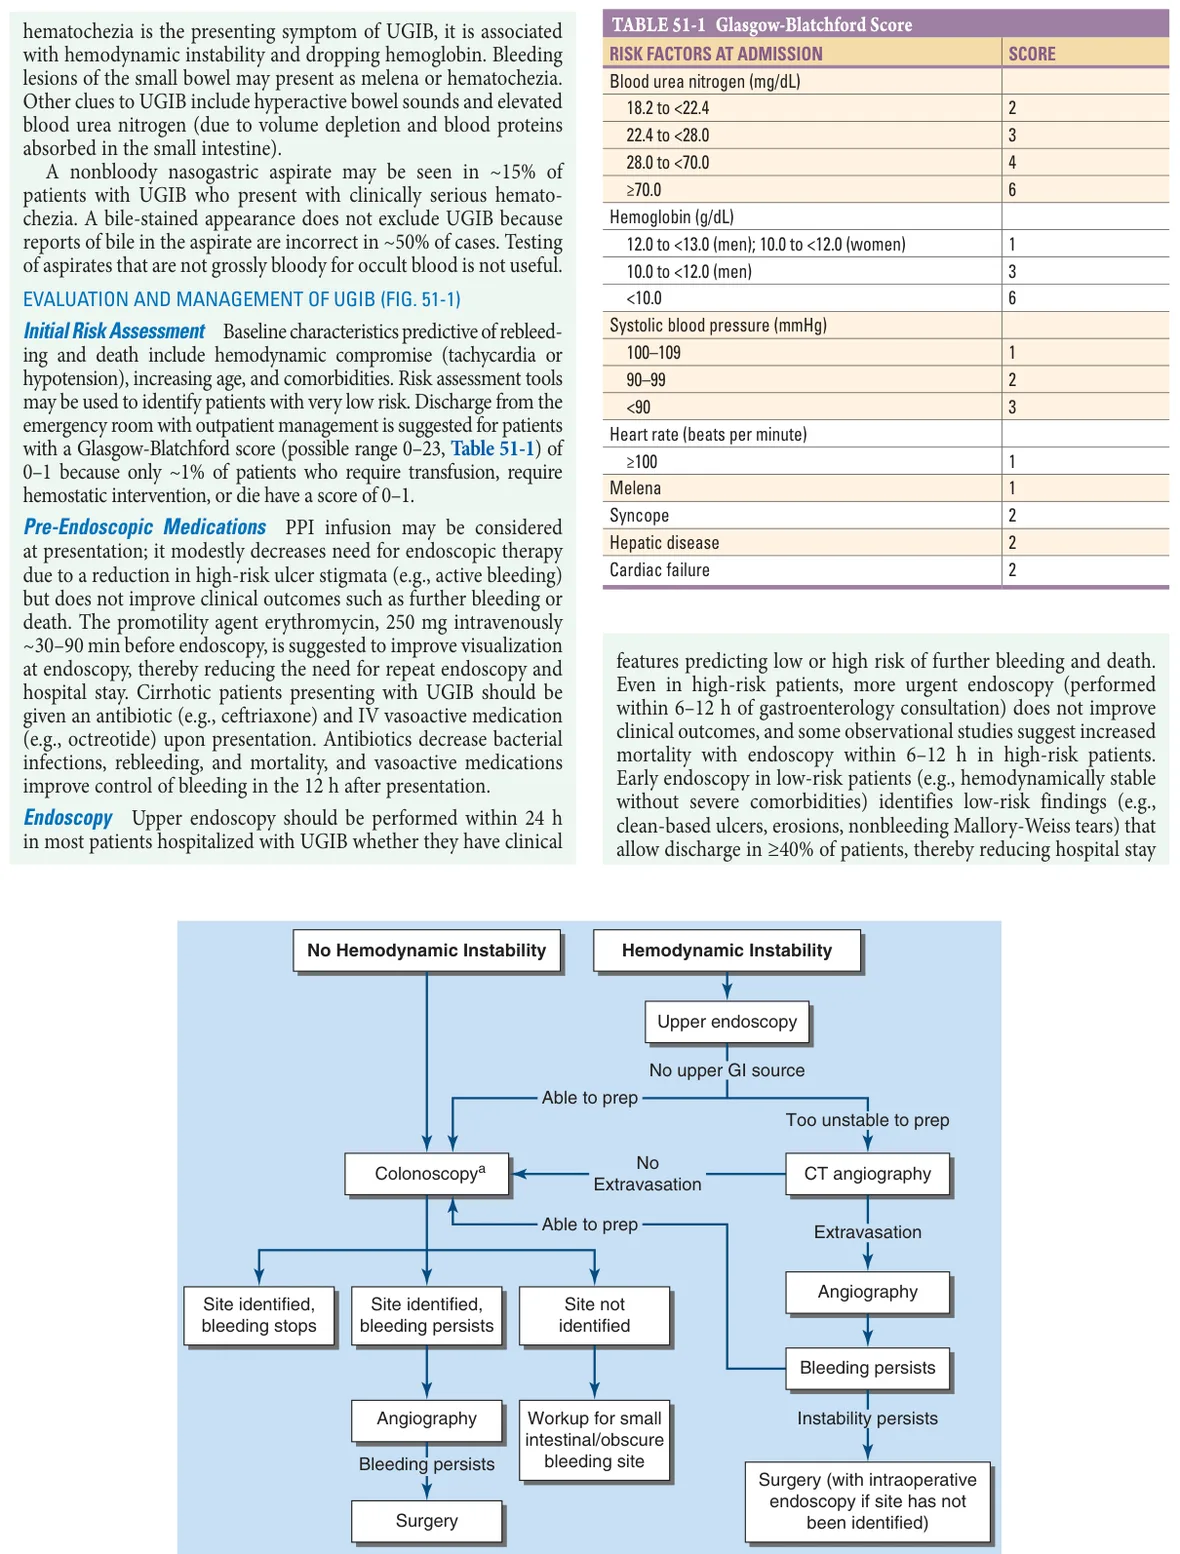 hematochezia is the presenting symptom of UGIB, it is associated
with hemodynamic instability and dropping hemoglobin. Bleeding
lesions of the small bowel may present as melena or hematochezia.
Other clues to UGIB include hyperactive bowel sounds and elevated
blood urea nitrogen (due to volume depletion and blood proteins
absorbed in the small intestine).
A nonbloody nasogastric aspirate may be seen in ~15% of
patients with UGIB who present with clinically serious hemato-
chezia. A bile-stained appearance does not exclude UGIB because
reports of bile in the aspirate are incorrect in ~50% of cases. Testing
of aspirates that are not grossly bloody for occult blood is not useful.
EVALUATION AND MANAGEMENT OF UGIB (FIG. 51-1)
Initial Risk Assessment Baseline characteristics predictive of rebleed-
ing and death include hemodynamic compromise (tachycardia or
hypotension), increasing age, and comorbidities. Risk assessment tools
may be used to identify patients with very low risk. Discharge from the
emergency room with outpatient management is suggested for patients
with a Glasgow-Blatchford score (possible range 0–23, Table 51-1) of
0–1 because only ~1% of patients who require transfusion, require
hemostatic intervention, or die have a score of 0–1.
Pre-Endoscopic Medications PPI infusion may be considered
at presentation; it modestly decreases need for endoscopic therapy
due to a reduction in high-risk ulcer stigmata (e.g., active bleeding)
but does not improve clinical outcomes such as further bleeding or
death. The promotility agent erythromycin, 250 mg intravenously
~30–90 min before endoscopy, is suggested to improve visualization
at endoscopy, thereby reducing the need for repeat endoscopy and
hospital stay. Cirrhotic patients presenting with UGIB should be
given an antibiotic (e.g., ceftriaxone) and IV vasoactive medication
(e.g., octreotide) upon presentation. Antibiotics decrease bacterial
infections, rebleeding, and mortality, and vasoactive medications
improve control of bleeding in the 12 h after presentation.
Endoscopy Upper endoscopy should be performed within 24 h
in most patients hospitalized with UGIB whether they have clinical
TABLE 51-1 Glasgow-Blatchford Score
RISK FACTORS AT ADMISSION SCORE
Blood urea nitrogen (mg/dL)
18.2 to <22.4 2
22.4 to <28.0 3
28.0 to <70.0 4
≥70.0 6
Hemoglobin (g/dL)
12.0 to <13.0 (men); 10.0 to <12.0 (women) 1
10.0 to <12.0 (men) 3
<10.0 6
Systolic blood pressure (mmHg)
100–109 1
90–99 2
<90 3
Heart rate (beats per minute)
≥100 1
Melena 1
Syncope 2
Hepatic disease 2
Cardiac failure 2
features predicting low or high risk of further bleeding and death.
Even in high-risk patients, more urgent endoscopy (performed
within 6–12 h of gastroenterology consultation) does not improve
clinical outcomes, and some observational studies suggest increased
mortality with endoscopy within 6–12 h in high-risk patients.
Early endoscopy in low-risk patients (e.g., hemodynamically stable
without severe comorbidities) identifies low-risk findings (e.g.,
clean-based ulcers, erosions, nonbleeding Mallory-Weiss tears) that
allow discharge in ≥40% of patients, thereby reducing hospital stay
No Hemodynamic Instability
Hemodynamic Instability
Upper endoscopy
No upper GI source
Able to prep
Too unstable to prep
Colonoscopyª
No
Extravasation
CT angiography
Able to prep
Extravasation
Angiography
Site identified,
bleeding stops
Site identified,
bleeding persists
Site not
identified
Bleeding persists
Angiography
Workup for small
intestinal/obscure
bleeding site
Instability persists
Bleeding persists
Surgery
Surgery (with intraoperative
endoscopy if site has not
been identified)